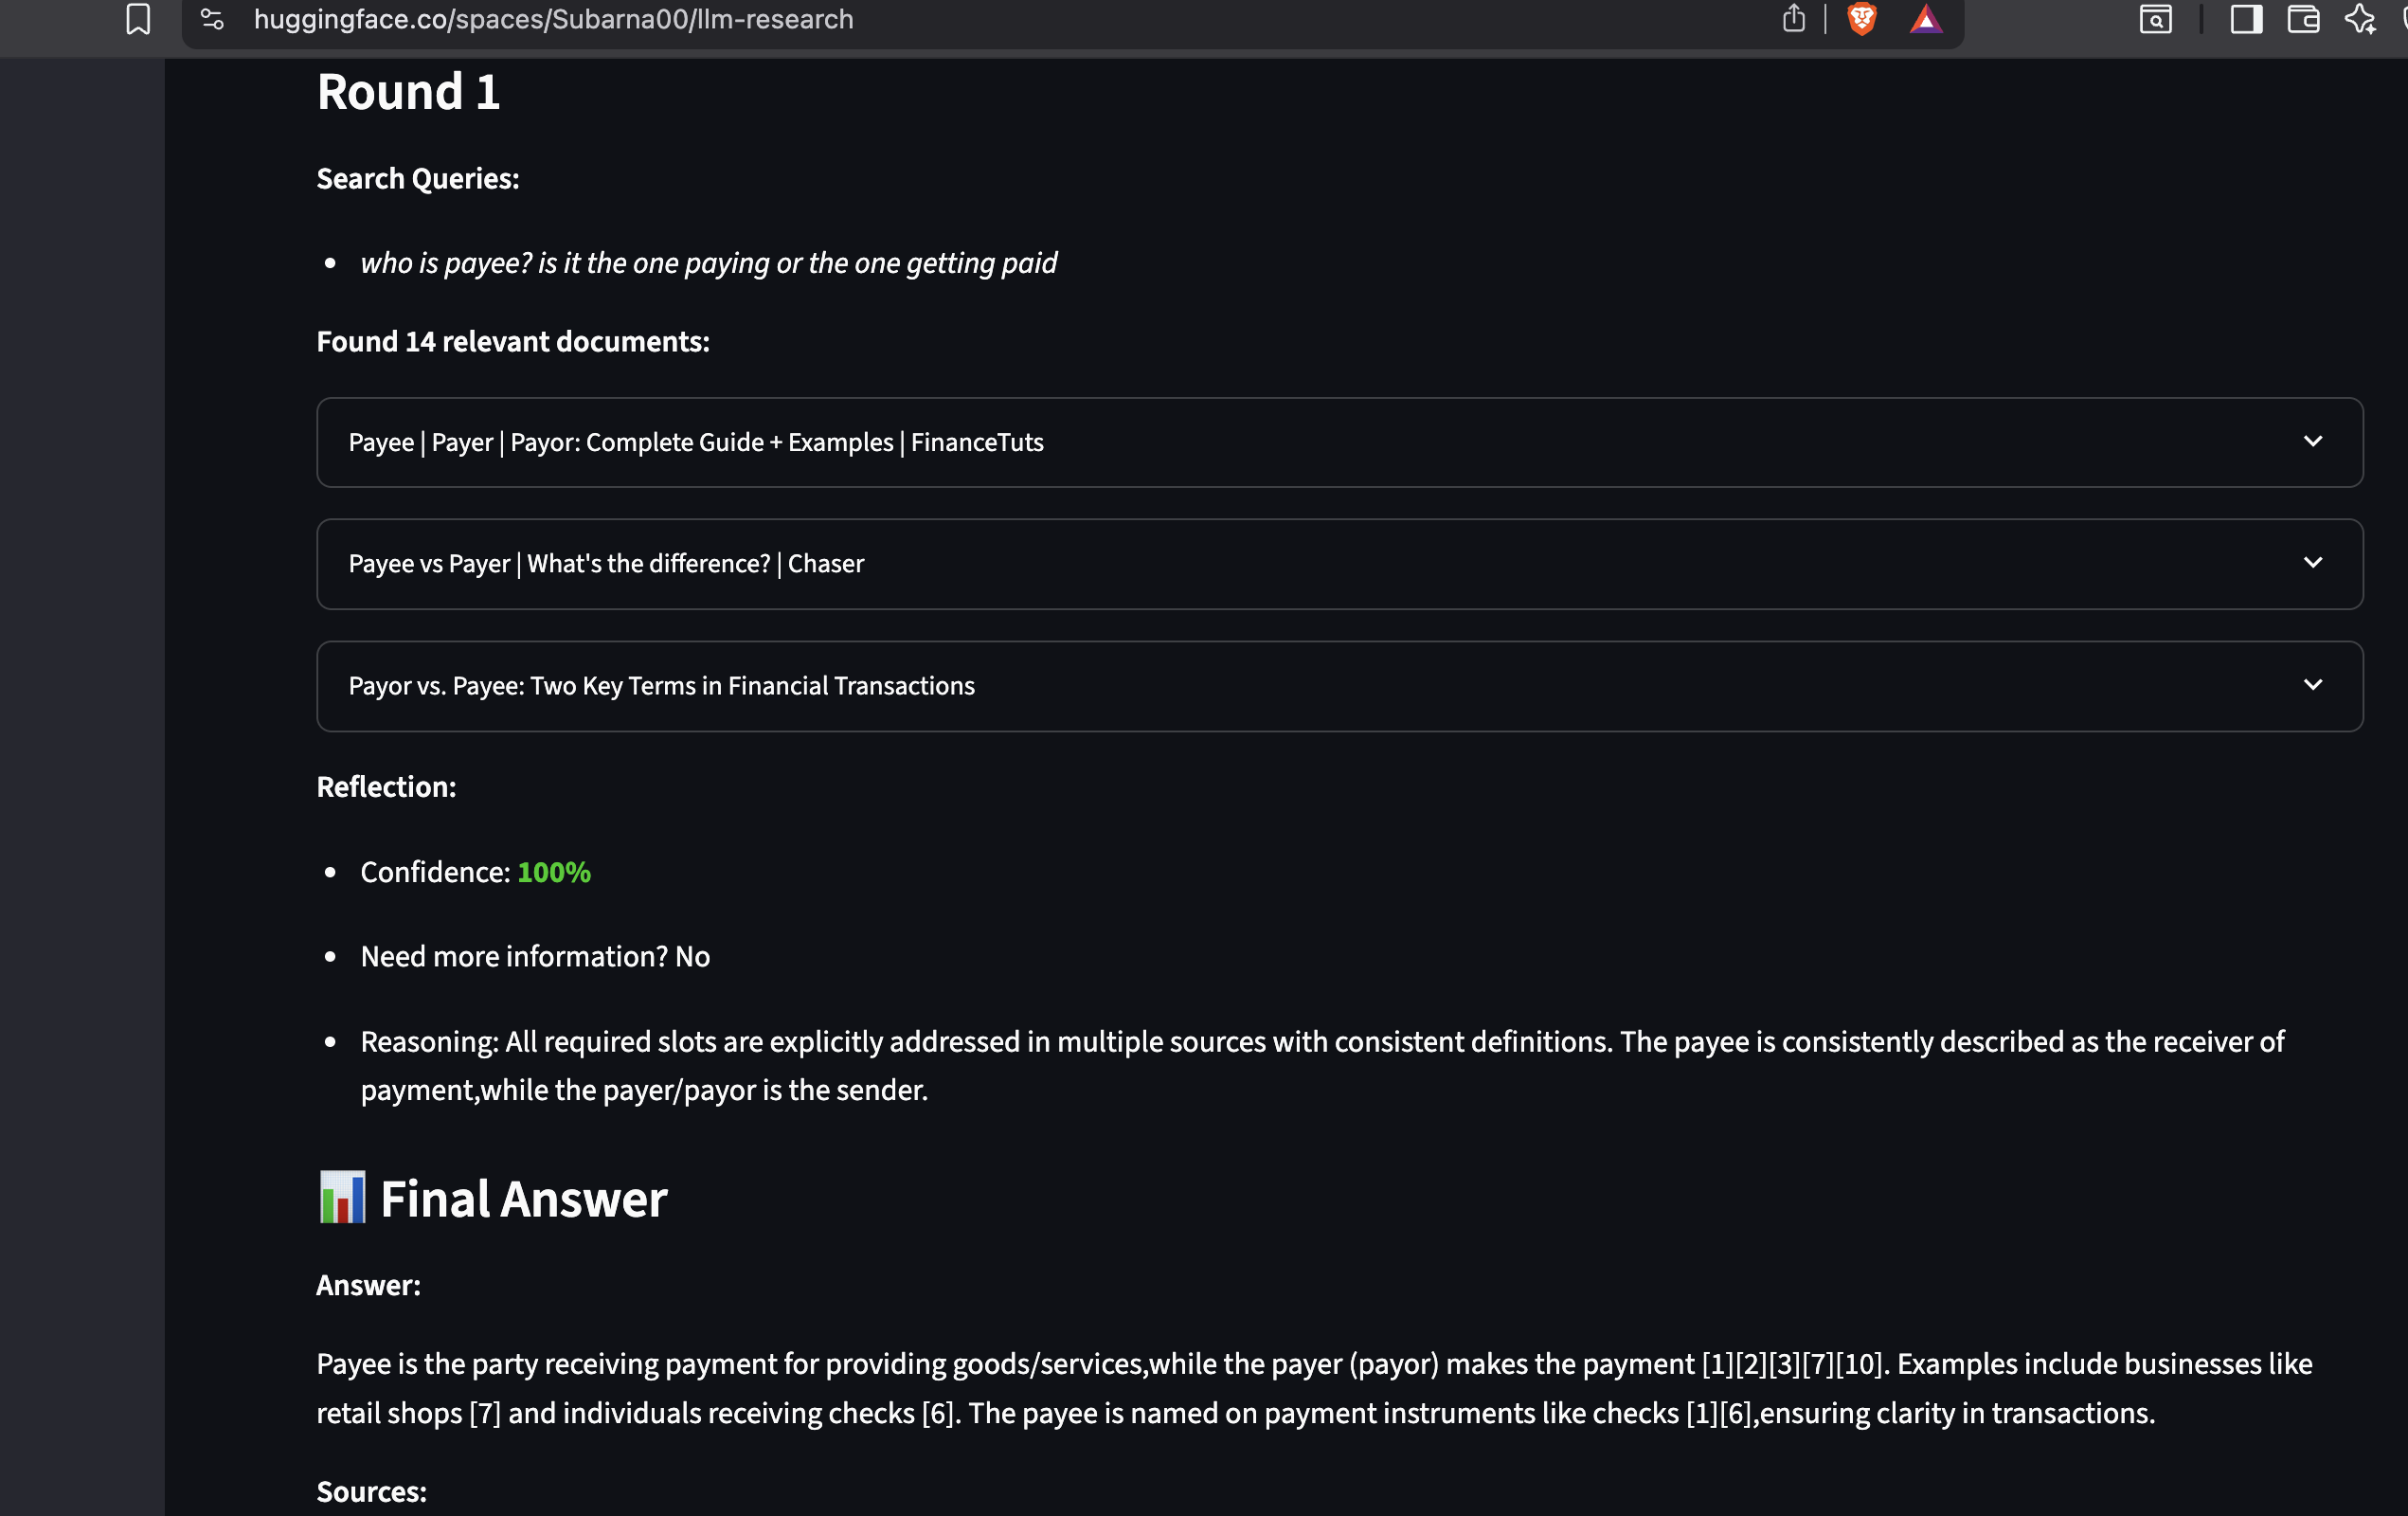 huggingface.co/spaces/Subarna00/llm-research
Round 1
Search Queries:
• who is payee? is it the one paying or the one getting paid
Found 14 relevant documents:
Payee | Payer | Payor: Complete Guide + Examples | FinanceTuts
Payee vs Payer | What's the difference? | Chaser
Payor vs. Payee: Two Key Terms in Financial Transactions
Reflection:
• Confidence: 100%
• Need more information? No
• Reasoning: All required slots are explicitly addressed in multiple sources with consistent definitions. The payee is consistently described as the receiver of
payment,while the payer/payor is the sender.
📊 Final Answer
Answer:
Payee is the party receiving payment for providing goods/services,while the payer (payor) makes the payment [1][2][3][7][10]. Examples include businesses like
retail shops [7] and individuals receiving checks [6]. The payee is named on payment instruments like checks [1][6],ensuring clarity in transactions.
Sources: